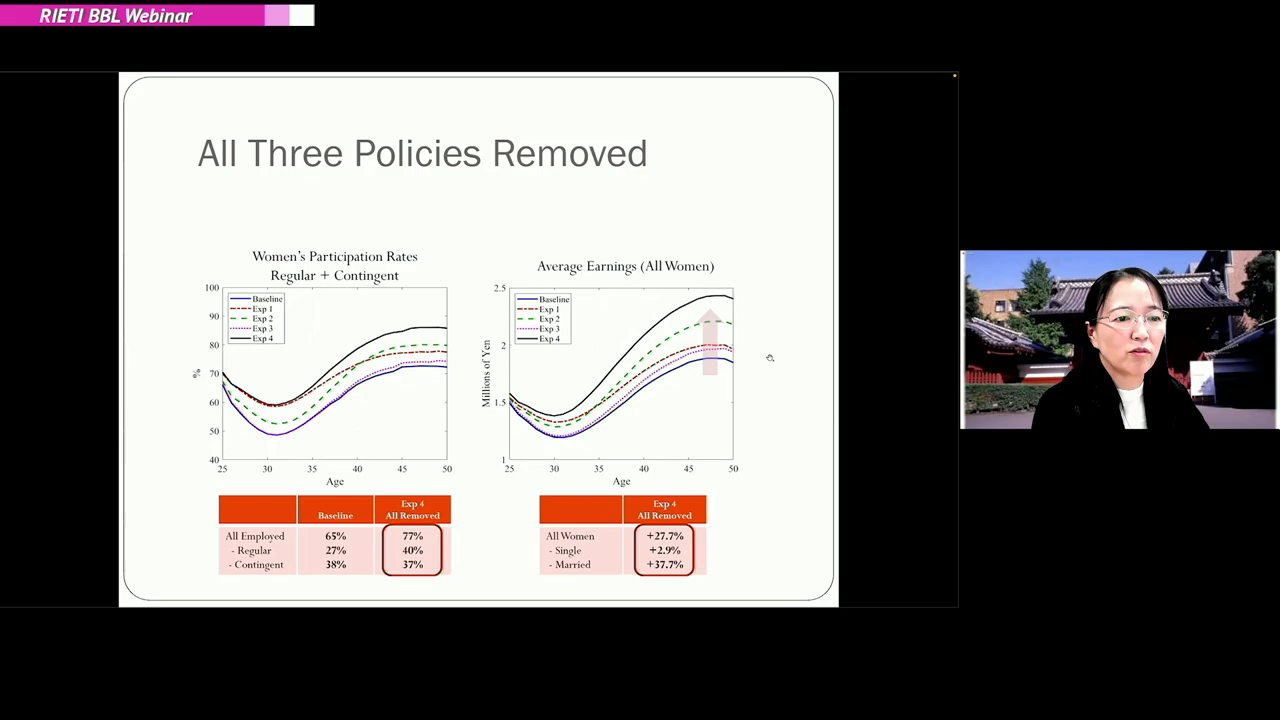 RIETI BBL Webinar
All Three Policies Removed
Women's Participation Rates
Regular + Contingent
100
90
80
70
60
50
40
%
Baseline
Exp 1
Exp 2
Exp 3
Exp 4
25 30 35 40 45 50
Age
Average Earnings (All Women)
2.5
2
1.5
1
Millions of Yen
Baseline
Exp 1
Exp 2
Exp 3
Exp 4
25 30 35 40 45 50
Age
Baseline Exp 4 All Removed
All Employed 65% 77%
- Regular 27% 40%
- Contingent 38% 37%
Exp 4 All Removed
All Women +27.7%
- Single +2.9%
- Married +37.7%